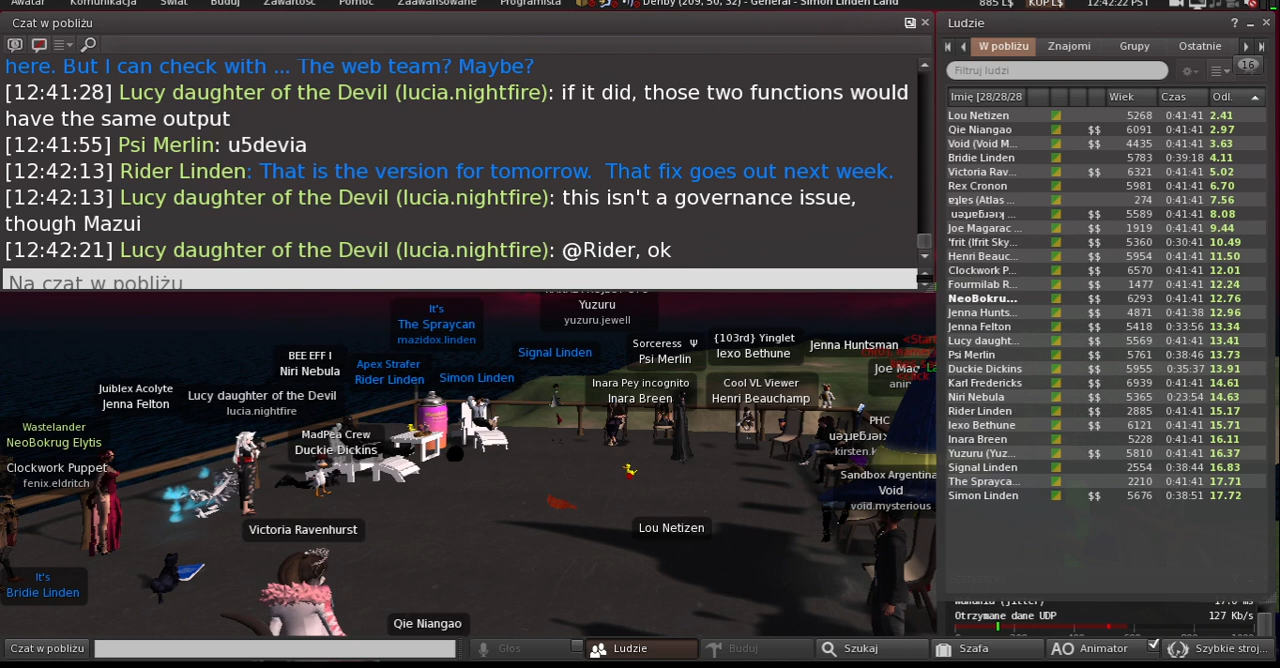 Awatar Komunikacja Świat Buduj Zawartość Pomoc Zaawansowane Programista Denby (209, 50, 32) - General - Simon Linden Land 885 L$ KUP L$ 12:42:22 PST
Czat w pobliżu
here. But I can check with ... The web team? Maybe?
[12:41:28] Lucy daughter of the Devil (lucia.nightfire): if it did, those two functions would
have the same output
[12:41:55] Psi Merlin: u5devia
[12:42:13] Rider Linden: That is the version for tomorrow. That fix goes out next week.
[12:42:13] Lucy daughter of the Devil (lucia.nightfire): this isn't a governance issue,
though Mazui
[12:42:21] Lucy daughter of the Devil (lucia.nightfire): @Rider, ok
Na czat w pobliżu
Yuzuru
yuzuru.jewell
It's
The Spraycan
mazidox.linden
Signal Linden
Sorceress Ψ
Psi Merlin
{103rd} Yinglet
Iexo Bethune
Jenna Huntsman
BEE EFF I
Niri Nebula
Apex Strafer
Rider Linden
Simon Linden
Inara Pey incognito
Inara Breen
Cool VL Viewer
Henri Beauchamp
Joe Mac
Juiblex Acolyte
Jenna Felton
Lucy daughter of the Devil
lucia.nightfire
Wastelander
NeoBokrug Elytis
MadPea Crew
Duckie Dickins
PHC
kirsten.k
Clockwork Puppet
fenix.eldritch
Sandbox Argentina
Void
void.mysterious
Victoria Ravenhurst
Lou Netizen
It's
Bridie Linden
Qie Niangao
Ludzie
W pobliżu Znajomi Grupy Ostatnie
Filtruj ludzi 16
Imię [28/28/28 Wiek Czas Odl.
Lou Netizen 5268 0:41:41 2.41
Qie Niangao $$ 6091 0:41:41 2.97
Void (Void M... $$ 4435 0:41:41 3.63
Bridie Linden 5783 0:39:18 4.11
Victoria Rav... $$ 6321 0:41:41 5.02
Rex Cronon 5981 0:41:41 6.70
(Atlas ... 274 0:41:41 7.56
$$ 5589 0:41:41 8.08
Joe Magarac ... $$ 1919 0:41:41 9.44
'frit (Ifrit Sky... $$ 5360 0:30:41 10.49
Henri Beauc... $$ 5954 0:41:41 11.50
Clockwork P... $$ 6570 0:41:41 12.01
Fourmilab R... $$ 1477 0:41:41 12.24
NeoBokru... $$ 6293 0:41:41 12.76
Jenna Hunts... $$ 4871 0:41:38 12.96
Jenna Felton $$ 5418 0:33:56 13.34
Lucy daught... $$ 5569 0:41:41 13.41
Psi Merlin $$ 5761 0:38:46 13.73
Duckie Dickins $$ 5955 0:35:37 13.91
Karl Fredericks $$ 6939 0:41:41 14.61
Niri Nebula $$ 5365 0:23:54 14.63
Rider Linden $$ 2885 0:41:41 15.17
Iexo Bethune $$ 6121 0:41:41 15.71
Inara Breen 5228 0:41:41 16.11
Yuzuru (Yuz... $$ 5810 0:41:41 16.37
Signal Linden 2554 0:38:44 16.83
The Sprayca... 2210 0:41:41 17.71
Simon Linden $$ 5676 0:38:51 17.72
Otrzymane dane UDP 127 Kb/s
Czat w pobliżu Głos Ludzie Buduj Szukaj Szafa AO Animator Szybkie stroj...